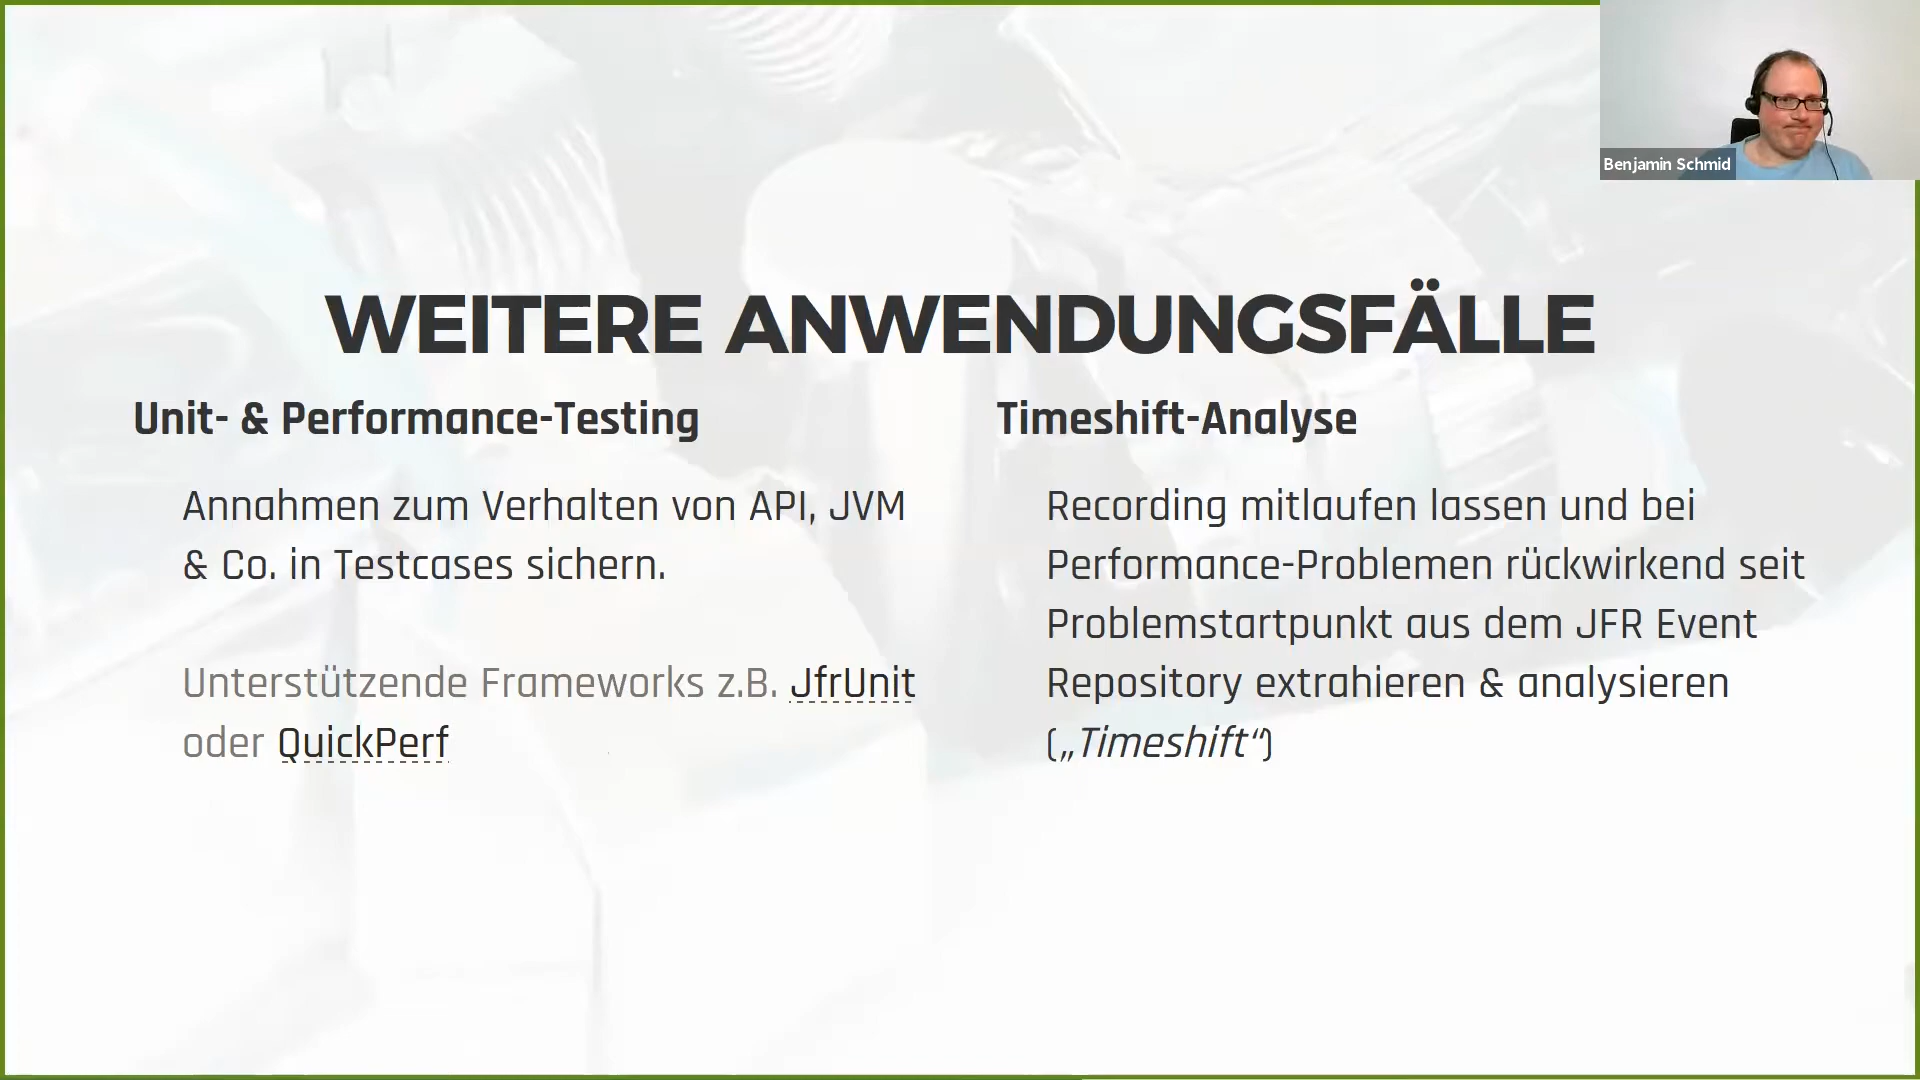 Benjamin Schmid
WEITERE ANWENDUNGSFÄLLE
Unit- & Performance-Testing
Annahmen zum Verhalten von API, JVM
& Co. in Testcases sichern.
Unterstützende Frameworks z.B. JfrUnit
oder QuickPerf
Timeshift-Analyse
Recording mitlaufen lassen und bei
Performance-Problemen rückwirkend seit
Problemstartpunkt aus dem JFR Event
Repository extrahieren & analysieren
(„Timeshift“)